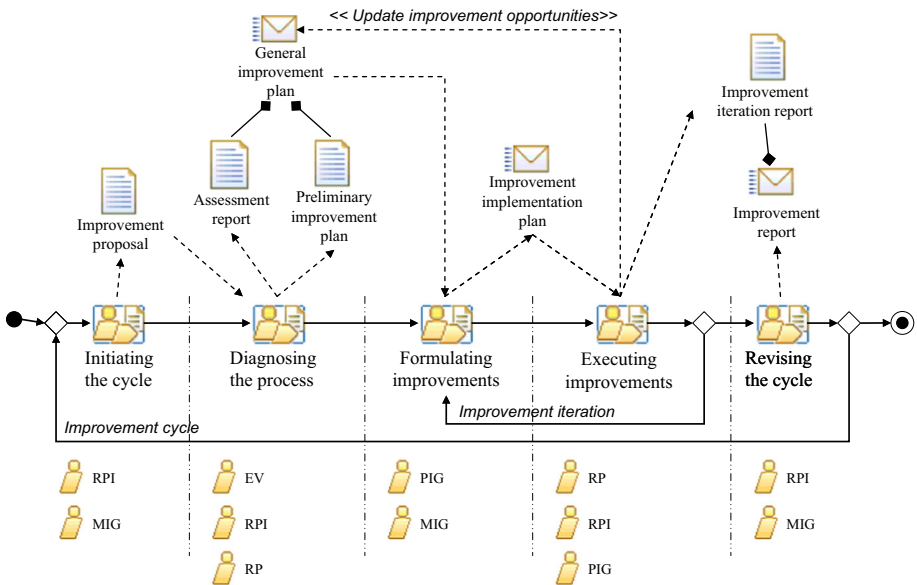 << Update improvement opportunities>>
General
improvement
plan
Improvement
iteration report
Assessment
report
Preliminary
improvement
plan
Improvement
implementation
plan
Improvement
proposal
Improvement
report
Initiating
the cycle
Diagnosing
the process
Formulating
improvements
Executing
improvements
Revising
the cycle
Improvement iteration
Improvement cycle
RPI
MIG
EV
RPI
RP
PIG
MIG
RP
RPI
PIG
RPI
MIG